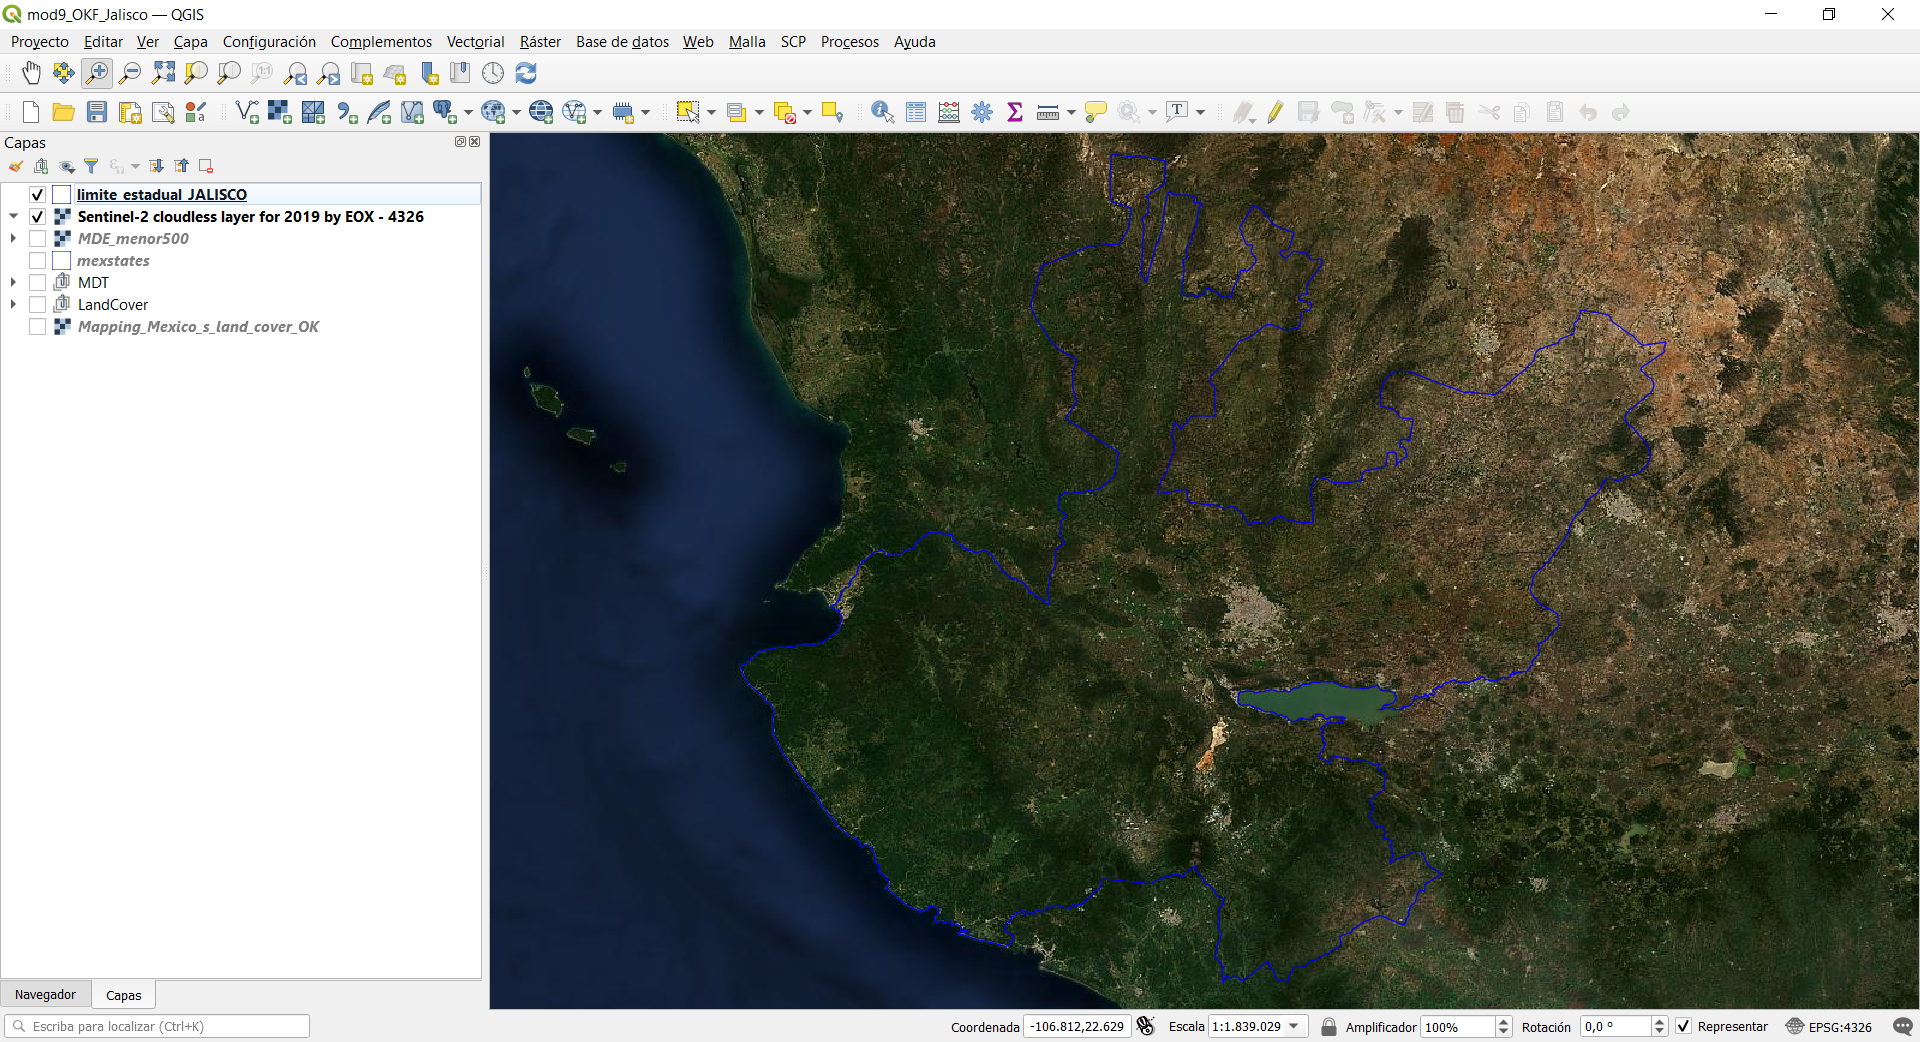 mod9_OKF_Jalisco — QGIS
Proyecto Editar Ver Capa Configuración Complementos Vectorial Ráster Base de datos Web Malla SCP Procesos Ayuda
Capas
limite_estadual_JALISCO
Sentinel-2 cloudless layer for 2019 by EOX - 4326
MDE_menor500
mexstates
MDT
LandCover
Mapping_Mexico_s_land_cover_OK
Navegador Capas
Escriba para localizar (Ctrl+K)
Coordenada -106.812,22.629 Escala 1:1.839.029 Amplificador 100% Rotación 0,0 ° Representar EPSG:4326